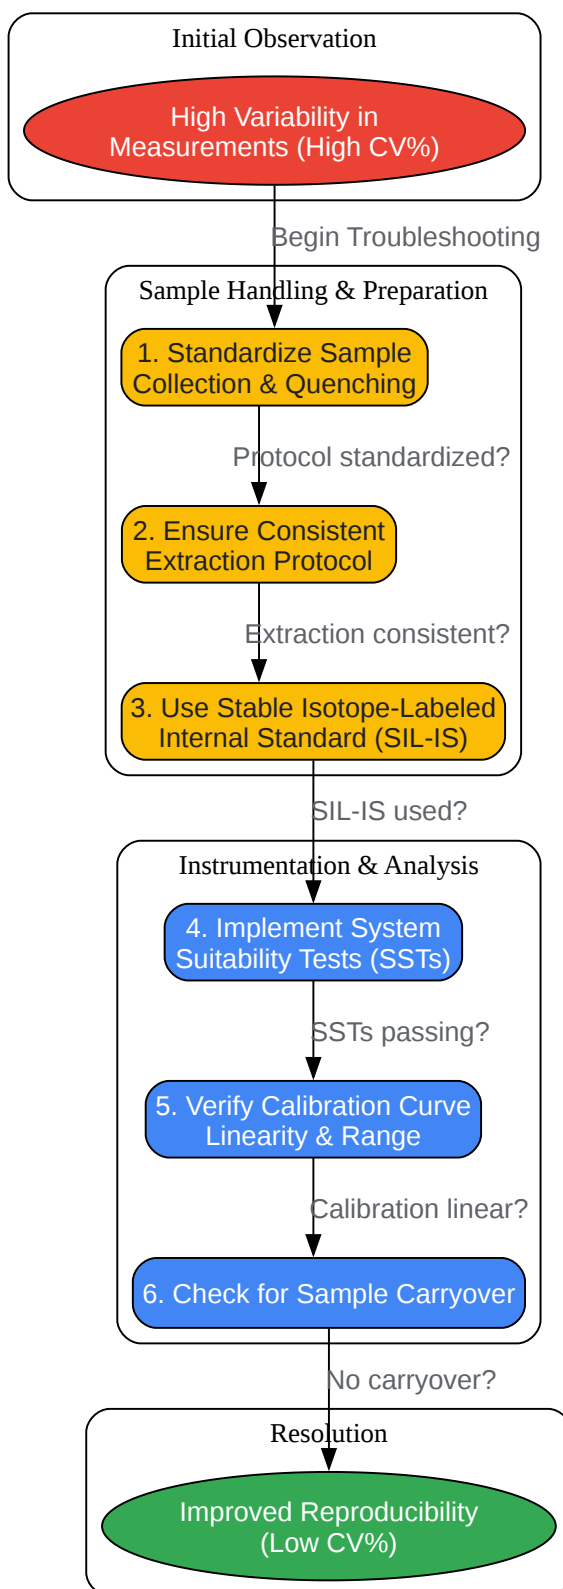 Initial Observation
High Variability in
Measurements (High CV%)
Begin Troubleshooting
Sample Handling & Preparation
1. Standardize Sample
Collection & Quenching
Protocol standardized?
2. Ensure Consistent
Extraction Protocol
Extraction consistent?
3. Use Stable Isotope-Labeled
Internal Standard (SIL-IS)
SIL-IS used?
Instrumentation & Analysis
4. Implement System
Suitability Tests (SSTs)
SSTs passing?
5. Verify Calibration Curve
Linearity & Range
Calibration linear?
6. Check for Sample Carryover
No carryover?
Resolution
Improved Reproducibility
(Low CV%)